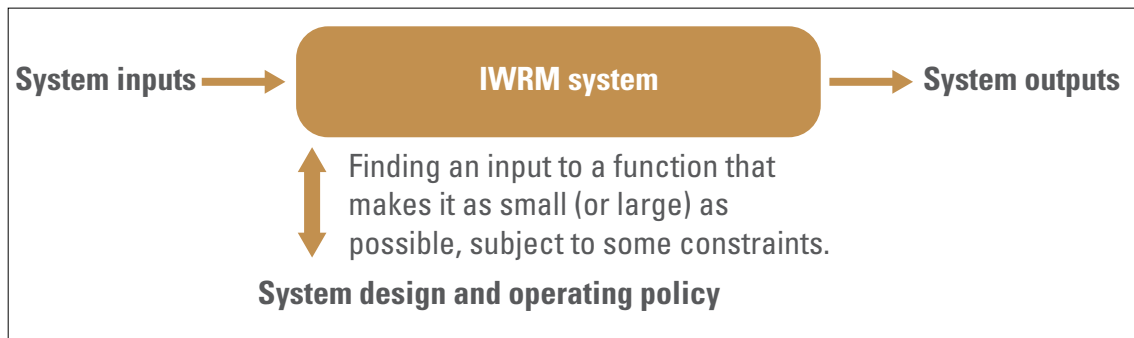 System inputs
IWRM system
System outputs
Finding an input to a function that
makes it as small (or large) as
possible, subject to some constraints.
System design and operating policy